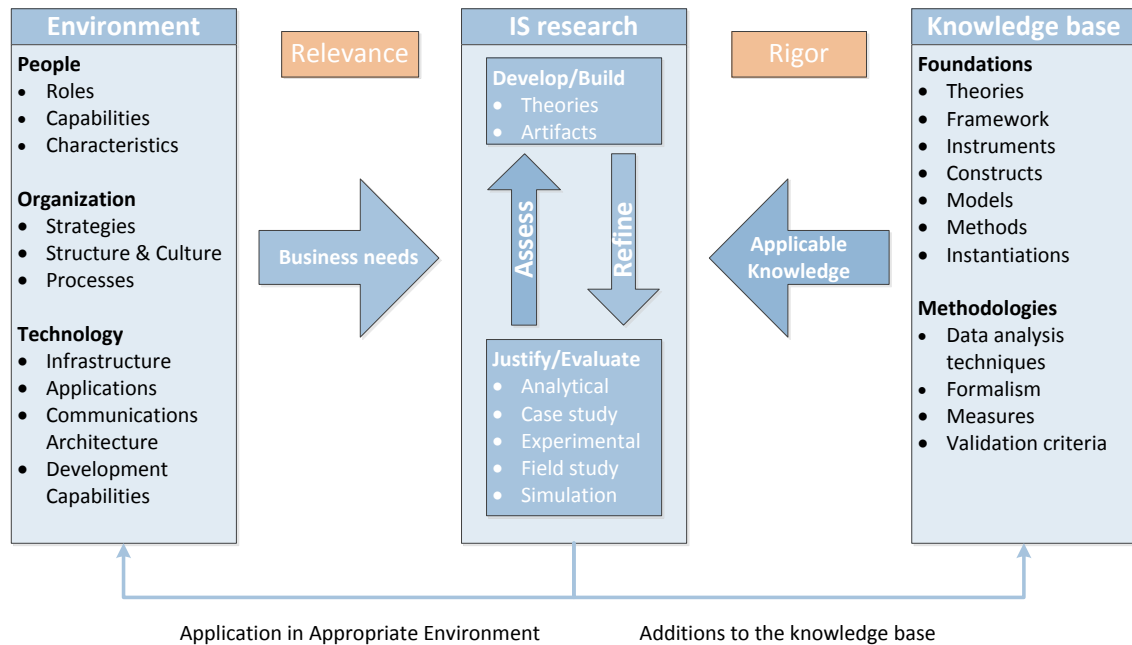 Environment
People
• Roles
• Capabilities
• Characteristics
Organization
• Strategies
• Structure & Culture
• Processes
Technology
• Infrastructure
• Applications
• Communications
Architecture
• Development
Capabilities
Relevance
Business needs
IS research
Develop/Build
• Theories
• Artifacts
Assess
Refine
Justify/Evaluate
• Analytical
• Case study
• Experimental
• Field study
• Simulation
Rigor
Applicable
Knowledge
Knowledge base
Foundations
• Theories
• Framework
• Instruments
• Constructs
• Models
• Methods
• Instantiations
Methodologies
• Data analysis
techniques
• Formalism
• Measures
• Validation criteria
Application in Appropriate Environment
Additions to the knowledge base